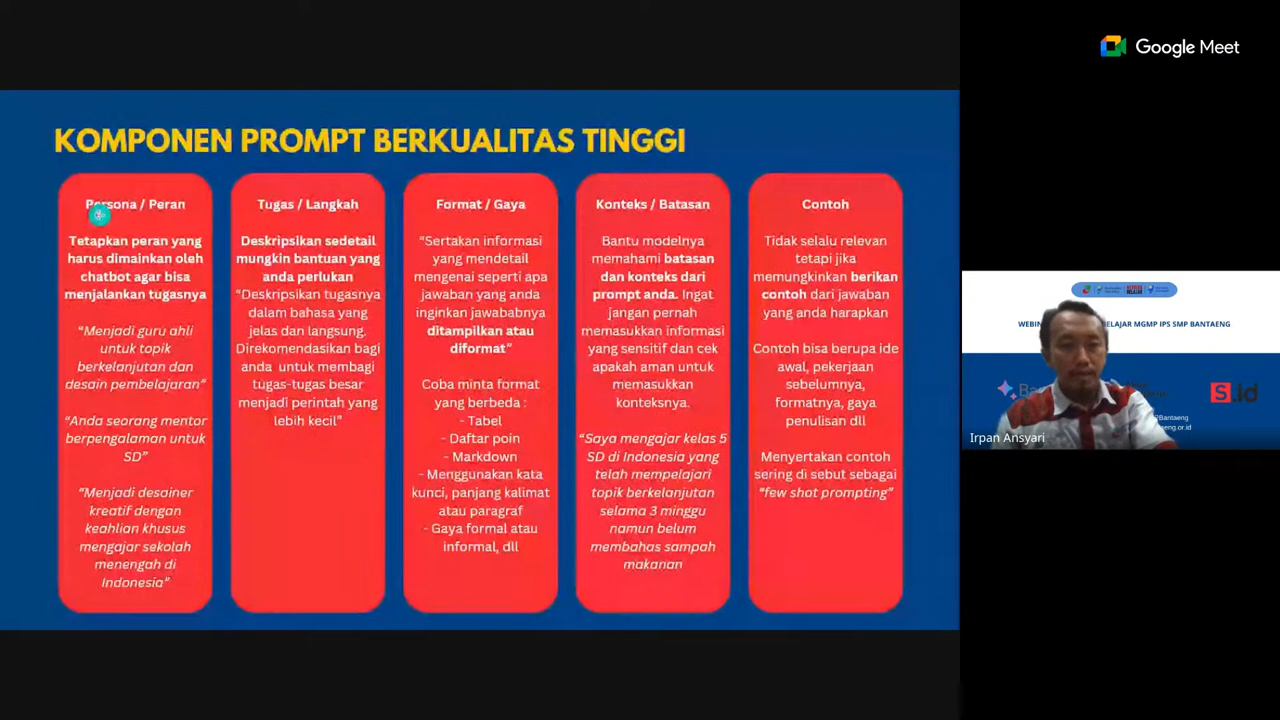 Google Meet
KOMPONEN PROMPT BERKUALITAS TINGGI
Persona / Peran
Tetapkan peran yang
harus dimainkan oleh
chatbot agar bisa
menjalankan tugasnya
“Menjadi guru ahli
untuk topik
berkelanjutan dan
desain pembelajaran”
“Anda seorang mentor
berpengalaman untuk
SD”
”Menjadi desainer
kreatif dengan
keahlian khusus
mengajar sekolah
menengah di
Indonesia”
Tugas / Langkah
Deskripsikan sedetail
mungkin bantuan yang
anda perlukan
“Deskripsikan tugasnya
dalam bahasa yang
jelas dan langsung.
Direkomendasikan bagi
anda untuk membagi
tugas-tugas besar
menjadi perintah yang
lebih kecil”
Format / Gaya
“Sertakan informasi
yang mendetail
mengenai seperti apa
jawaban yang anda
inginkan jawababnya
ditampilkan atau
diformat”
Coba minta format
yang berbeda :
- Tabel
- Daftar poin
- Markdown
- Menggunakan kata
kunci, panjang kalimat
atau paragraf
- Gaya formal atau
informal, dll
Konteks / Batasan
Bantu modelnya
memahami batasan
dan konteks dari
prompt anda. Ingat
jangan pernah
memasukkan informasi
yang sensitif dan cek
apakah aman untuk
memasukkan
konteksnya.
“Saya mengajar kelas 5
SD di Indonesia yang
telah mempelajari
topik berkelanjutan
selama 3 minggu
namun belum
membahas sampah
makanan
Contoh
Tidak selalu relevan
tetapi jika
memungkinkan berikan
contoh dari jawaban
yang anda harapkan
Contoh bisa berupa ide
awal, pekerjaan
sebelumnya,
formatnya, gaya
penulisan dll
Menyertakan contoh
sering di sebut sebagai
“few shot prompting”
BELAJAR MGMP IPS SMP BANTAENG
S.id
Irpan Ansyari